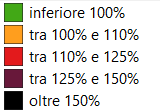 inferiore 100%
tra 100% e 110%
tra 110% e 125%
tra 125% e 150%
oltre 150%